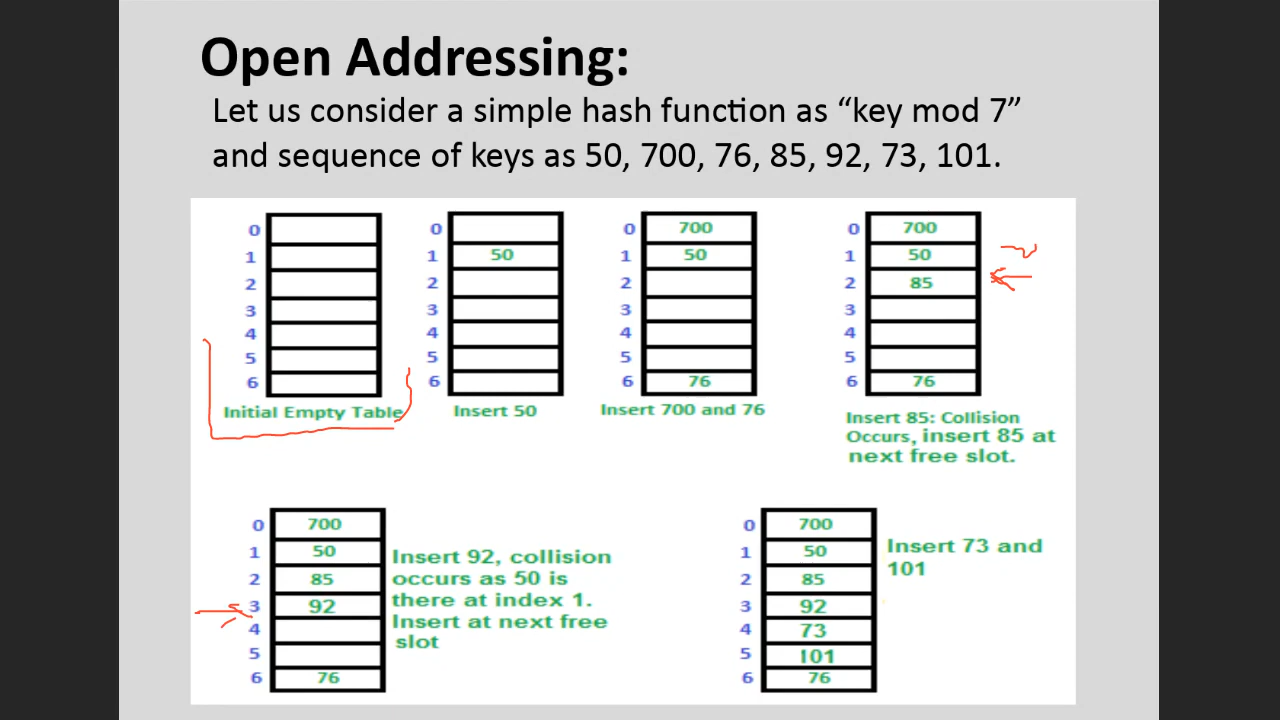 Open Addressing:
Let us consider a simple hash function as “key mod 7”
and sequence of keys as 50, 700, 76, 85, 92, 73, 101.
0
1
2
3
4
5
6
Initial Empty Table
0
1 50
2
3
4
5
6
Insert 50
0 700
1 50
2
3
4
5
6 76
Insert 700 and 76
0 700
1 50
2 85
3
4
5
6 76
Insert 85: Collision
Occurs, insert 85 at
next free slot.
0 700
1 50
2 85
3 92
4
5
6 76
Insert 92, collision
occurs as 50 is
there at index 1.
Insert at next free
slot
0 700
1 50
2 85
3 92
4 73
5 101
6 76
Insert 73 and
101